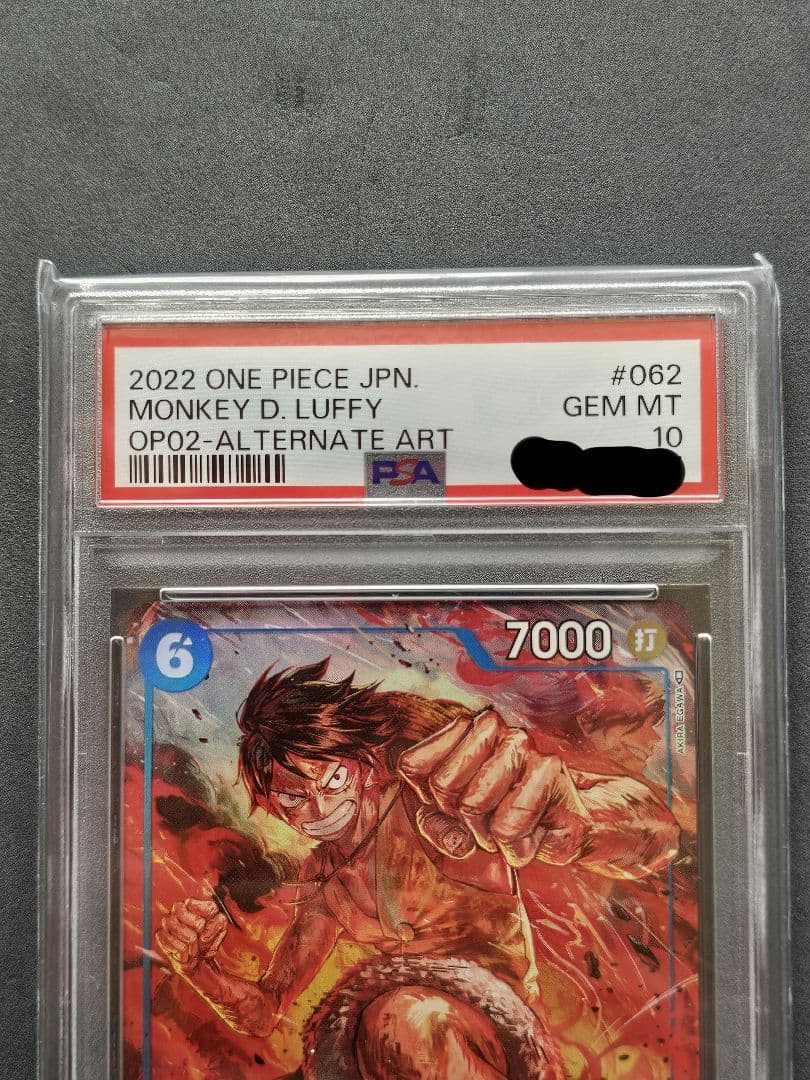 2022 ONE PIECE JPN.
#062
MONKEY D. LUFFY
GEM MT
OP02-ALTERNATE ART
10
PSA
6
7000
打
AKIRA EGAWA